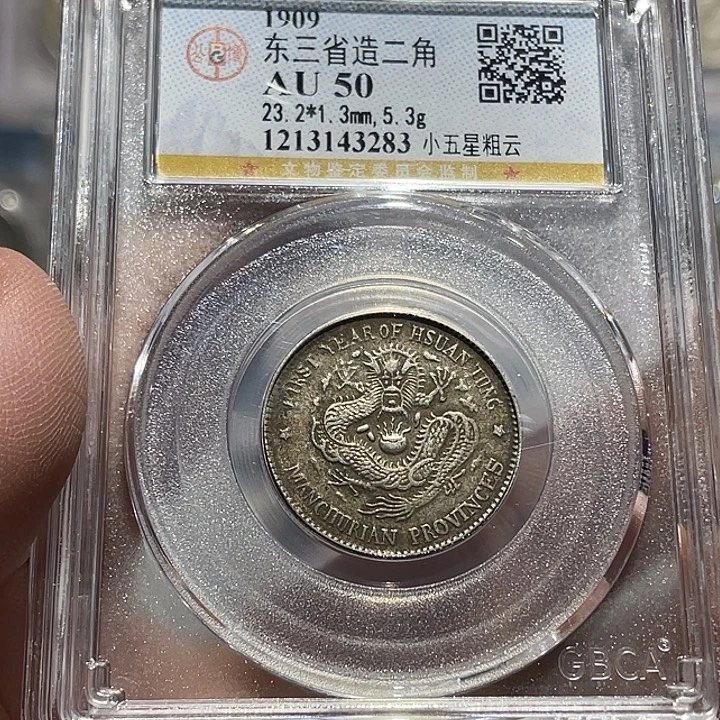 1909
东三省造二角
AU 50
23.2*1.3mm,5.3g
1213143283 小五星粗云
文物鉴定委员会监制
FIRST YEAR OF HSUAN TUNG
MANCHURIAN PROVINCES
GBCA